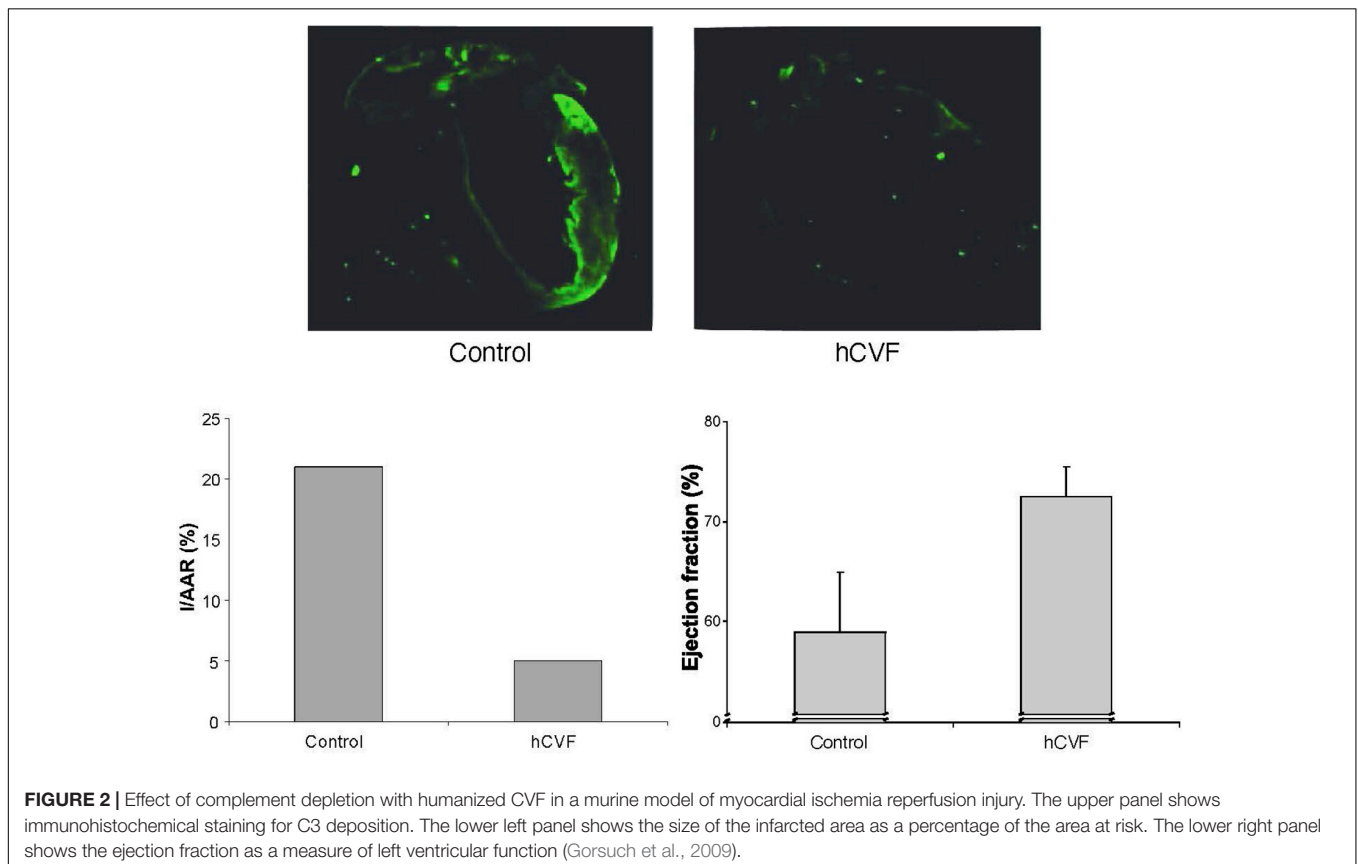 Control
hCVF
25
20
15
10
5
0
I/AAR (%)
Control
hCVF
80
70
60
0
Ejection fraction (%)
Control
hCVF
FIGURE 2 | Effect of complement depletion with humanized CVF in a murine model of myocardial ischemia reperfusion injury. The upper panel shows
immunohistochemical staining for C3 deposition. The lower left panel shows the size of the infarcted area as a percentage of the area at risk. The lower right panel
shows the ejection fraction as a measure of left ventricular function (Gorsuch et al., 2009).